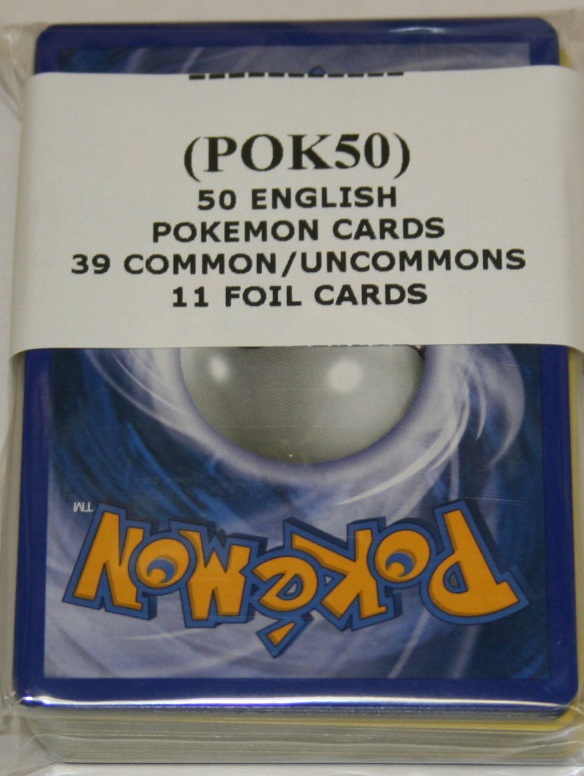 (POK50)
50 ENGLISH
POKEMON CARDS
39 COMMON/UNCOMMONS
11 FOIL CARDS
POKéMON
TM